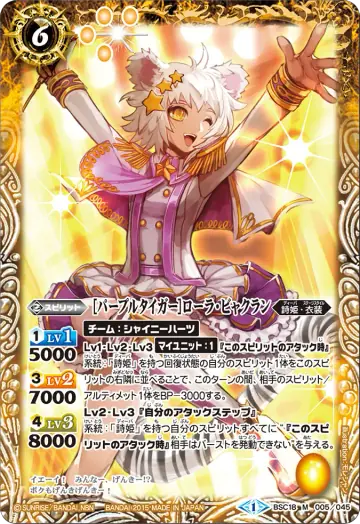 6
スピリット
［パープルタイガー］ローラ・ビャクラン
ディーバ ステージスタイル
詩姫・衣装
1 Lv1
5000
3 Lv2
7000
4 Lv3
8000
チーム：シャイニーハーツ
Lv1・Lv2・Lv3 マイユニット：1 『このスピリットのアタック時』
系統：「詩姫」を持つ回復状態の自分のスピリット1体をこのスピ
リットの右隣に並べることで、このターンの間、相手のスピリット/
アルティメット1体をBP-3000する。
Lv2・Lv3『自分のアタックステップ』
系統：「詩姫」を持つ自分のスピリットすべてに“『このスピ
リットのアタック時』相手はバーストを発動できない”を与える。
イエーイ！ みんなー、げんきー!?
ボクもげんきげんきー！
©SUNRISE/BANDAI,NBN
©BANDAI 2015 MADE IN JAPAN
1
BSC18 M 005/045